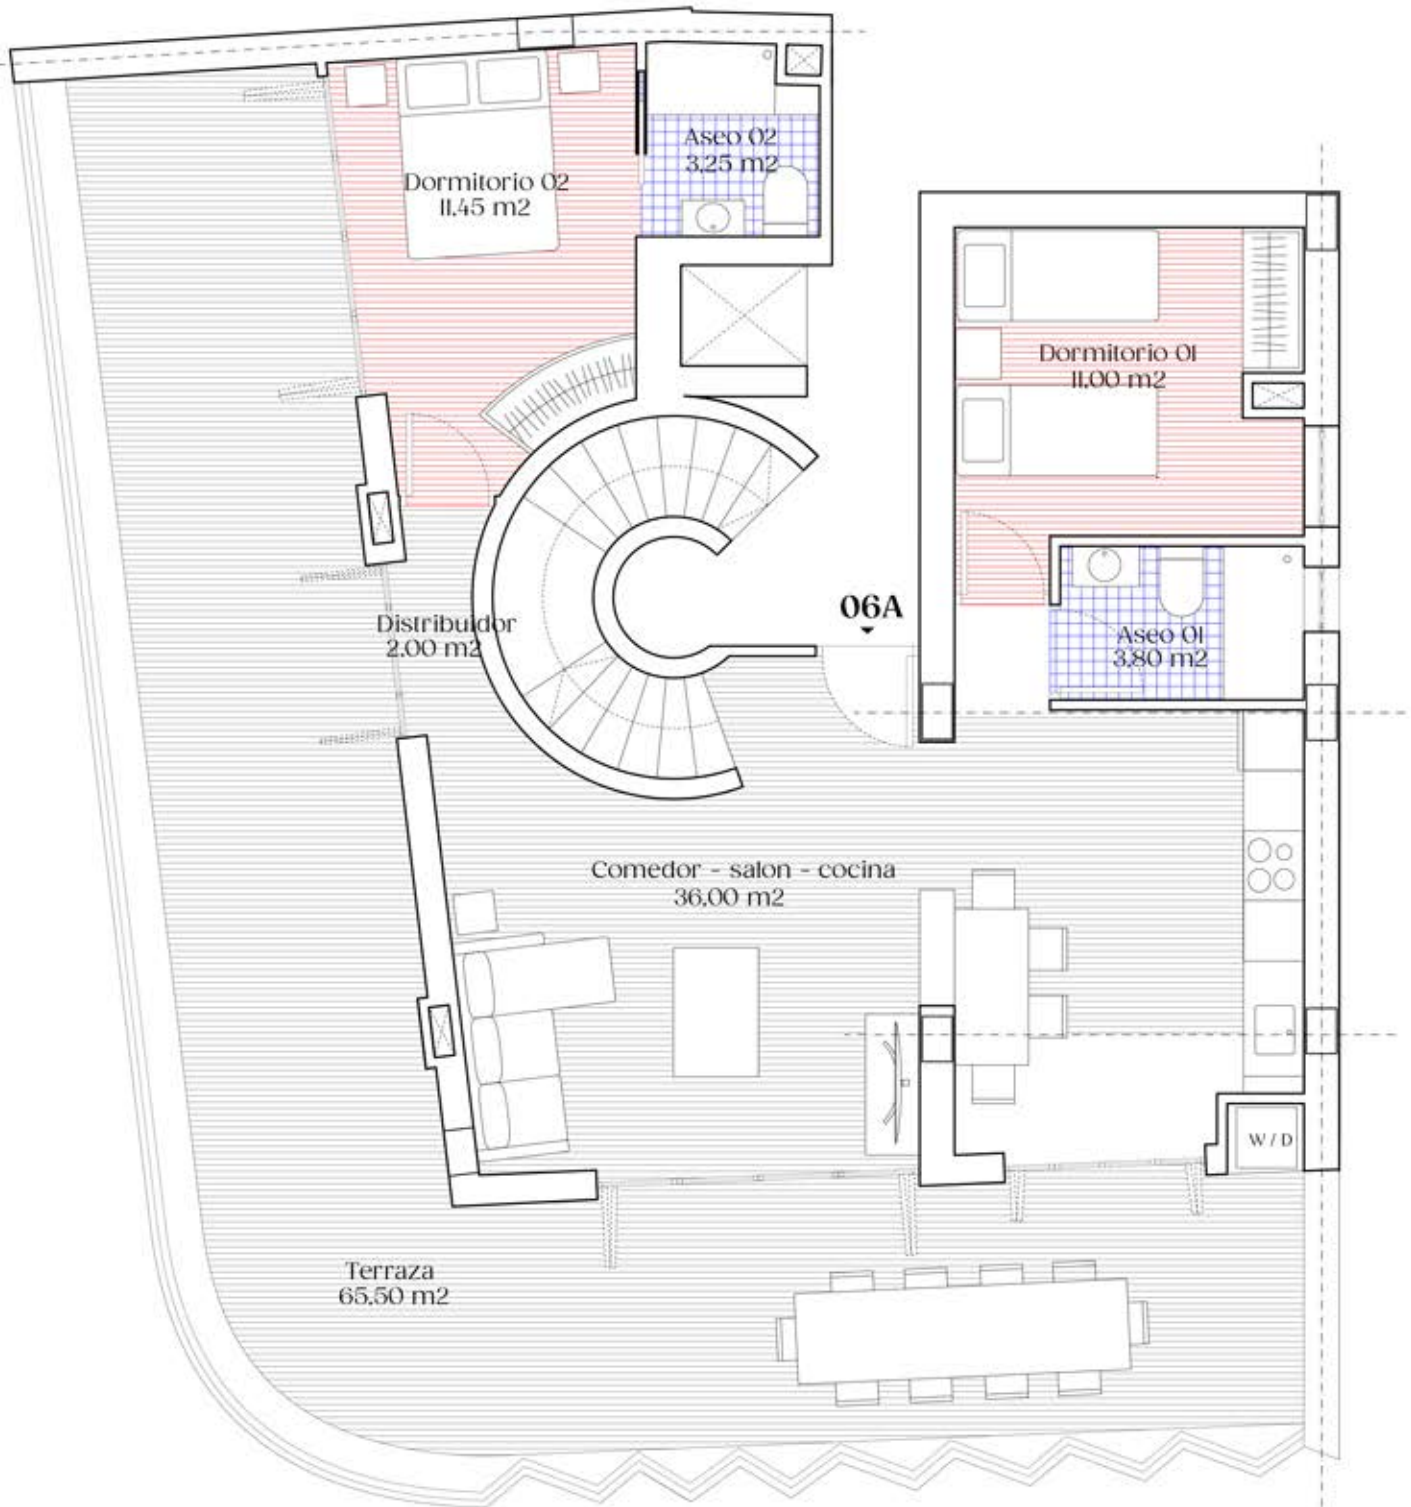 Aseo 02
3,25 m2
Dormitorio 02
11,45 m2
Dormitorio 01
11,00 m2
06A
Distribuidor
2,00 m2
Aseo 01
3,80 m2
Comedor - salon - cocina
36,00 m2
W / D
Terraza
65,50 m2